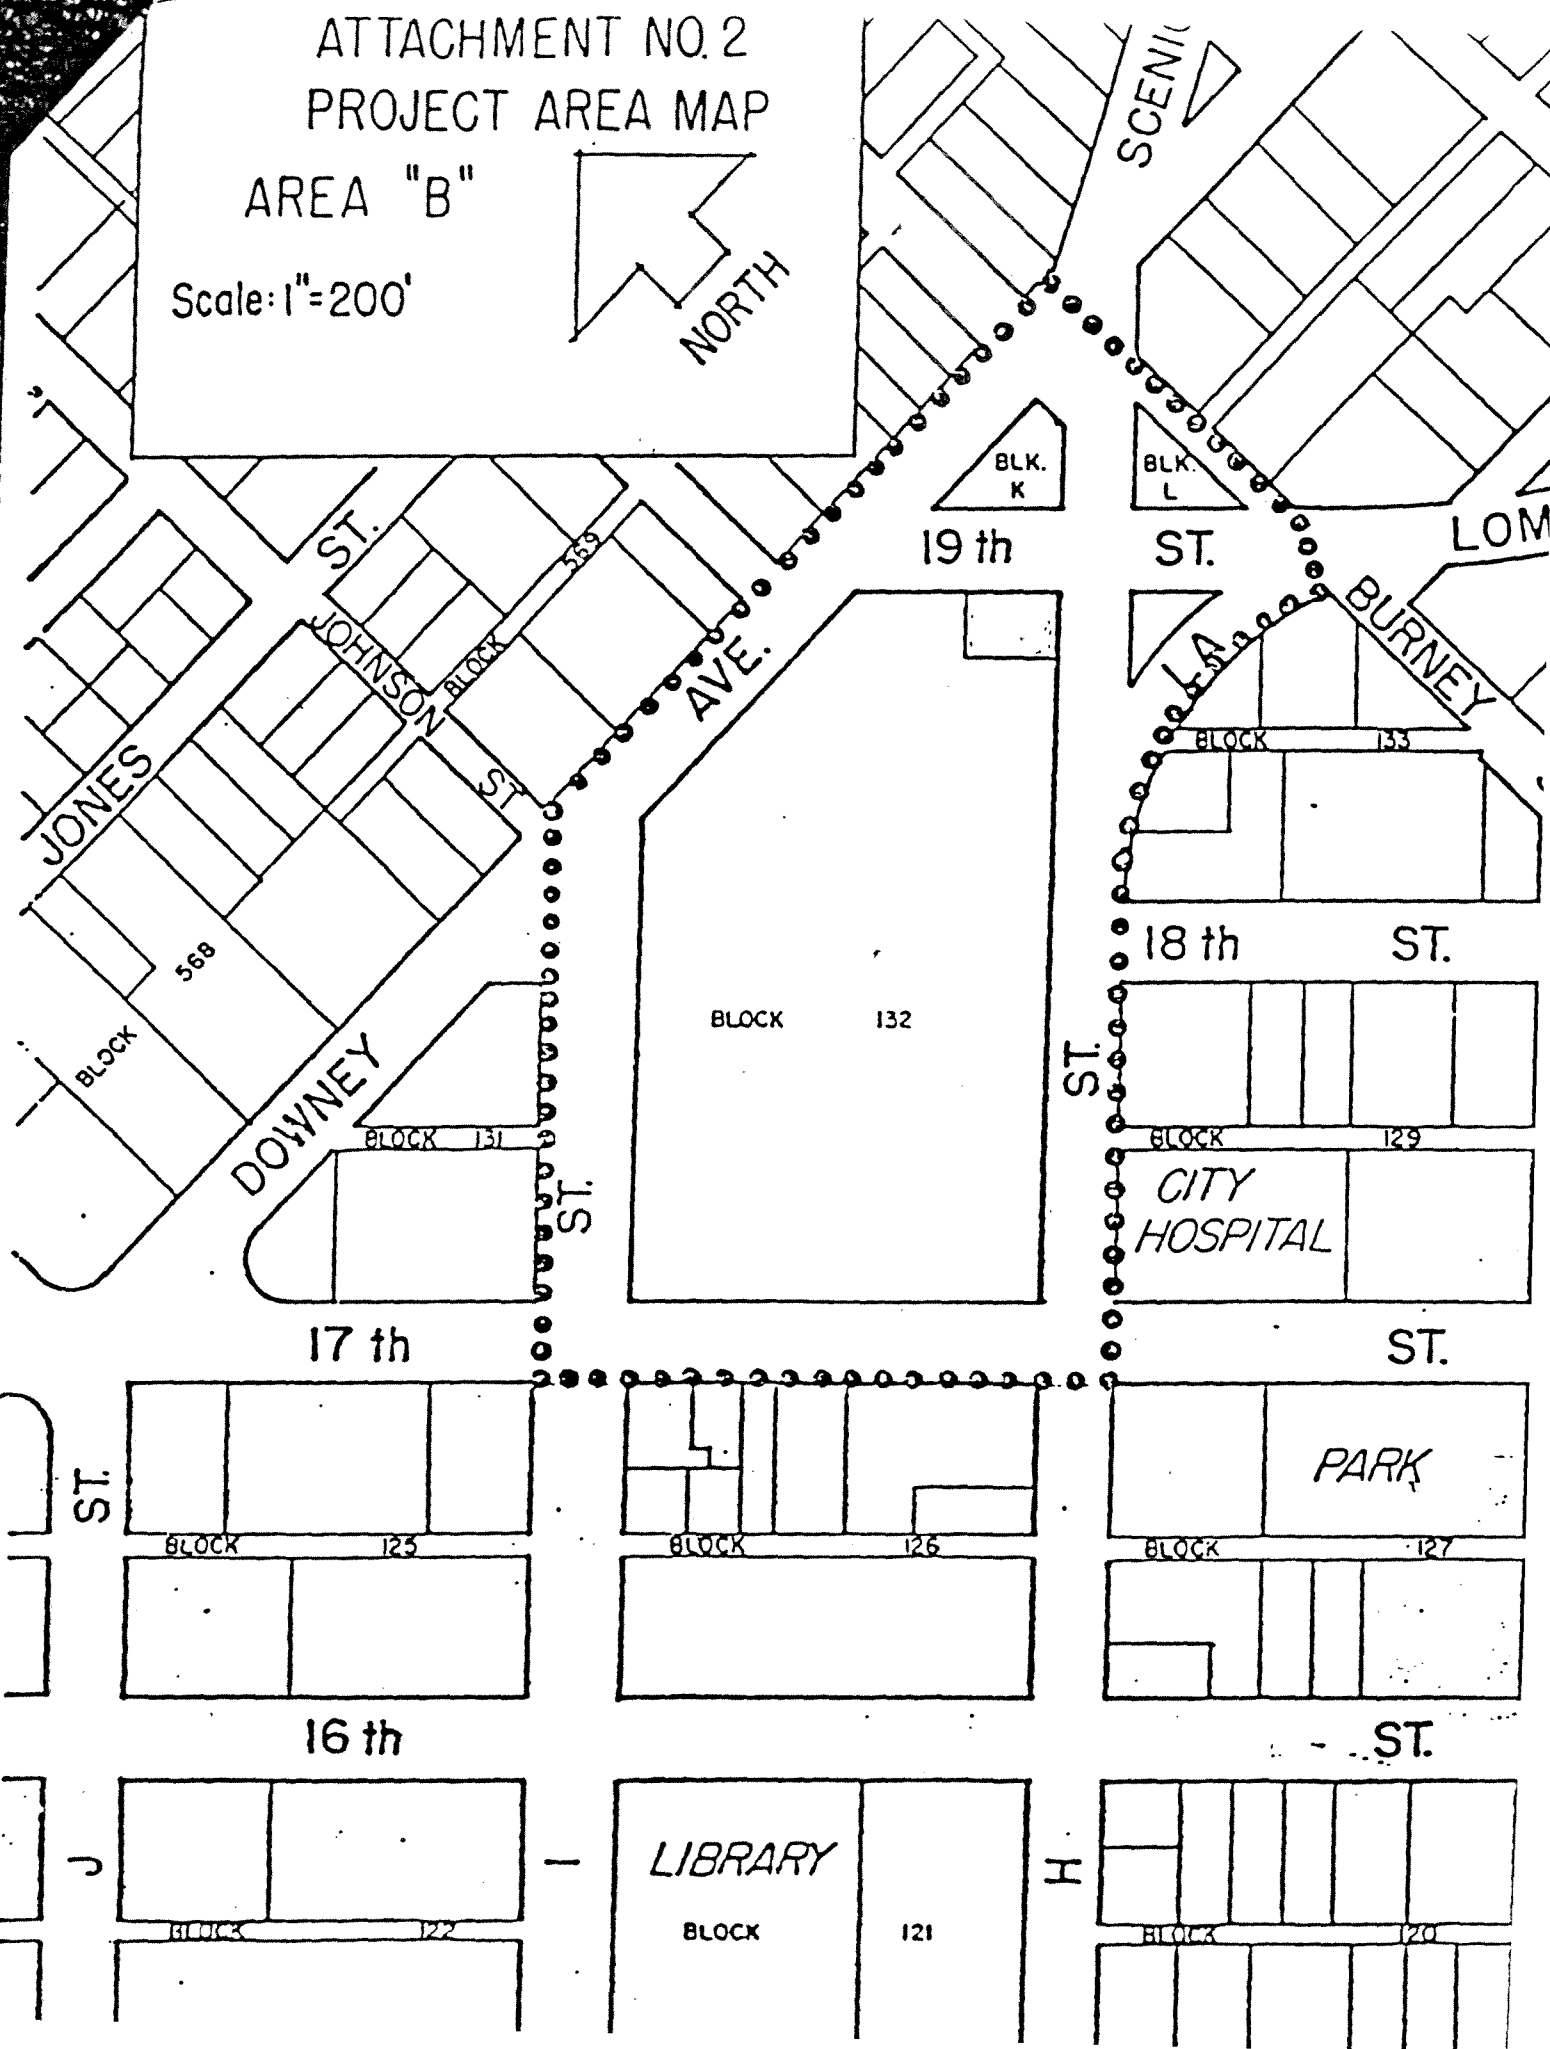 ATTACHMENT NO. 2
PROJECT AREA MAP
AREA "B"
Scale: 1"=200'
NORTH
SCENIC
BLK.
K
BLK.
L
19 th ST.
LOM
ST.
569
BLOCK
JOHNSON
ST
AVE.
LA
BURNEY
BLOCK 133
JONES
18 th ST.
568
BLOCK
BLOCK 132
ST.
DOWNEY
BLOCK 131
BLOCK 129
CITY
HOSPITAL
ST.
17 th ST.
ST.
PARK
BLOCK 125
BLOCK 126
BLOCK 127
16 th ST.
J
I
H
LIBRARY
BLOCK 122
BLOCK 121
BLOCK 120